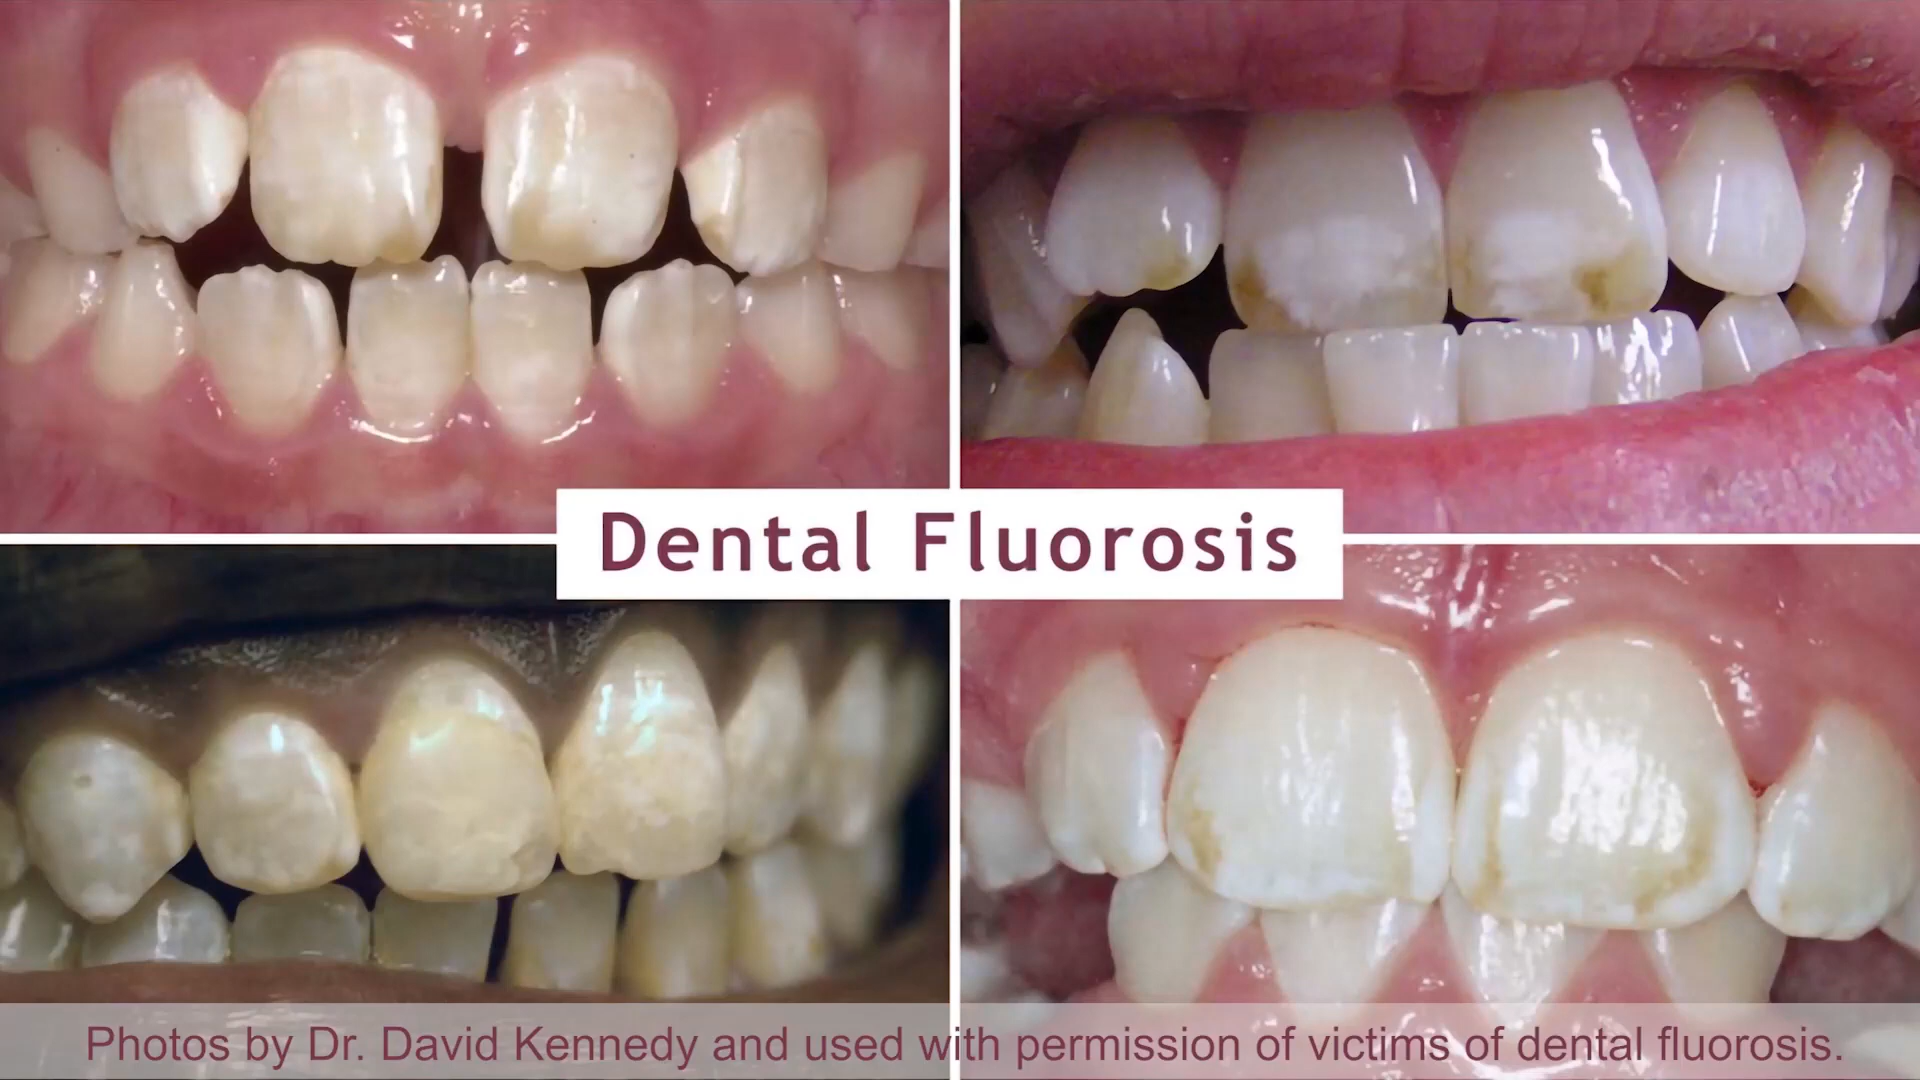 Dental Fluorosis
Photos by Dr. David Kennedy and used with permission of victims of dental fluorosis.